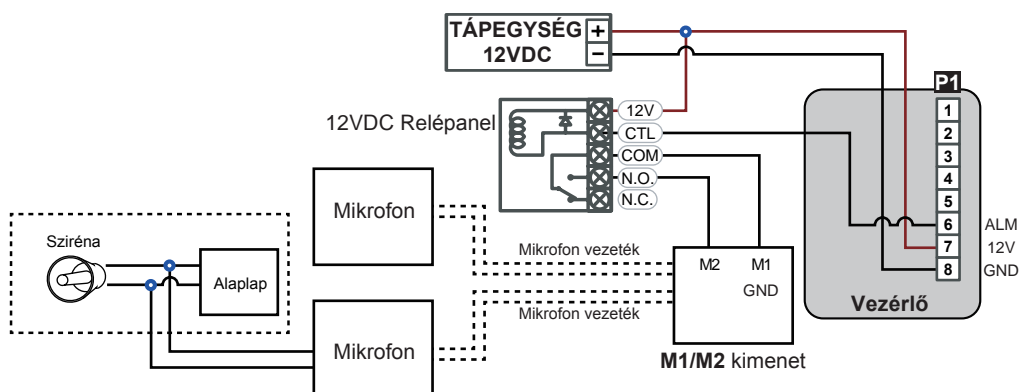 TÁPEGYSÉG
12VDC
+
−
P1
1
2
3
4
5
6
7
8
ALM
12V
GND
Vezérlő
12VDC Relépanel
12V
CTL
COM
N.O.
N.C.
Mikrofon
Mikrofon vezeték
Sziréna
Alaplap
M2 M1
GND
Mikrofon vezeték
Mikrofon
M1/M2 kimenet